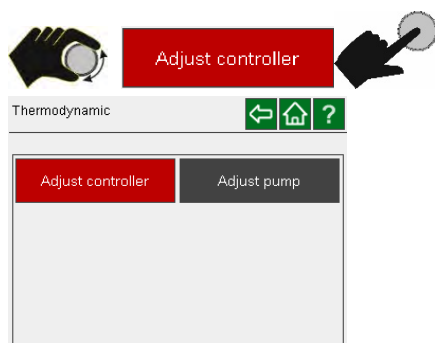 Adjust controller
Thermodynamic
?
Adjust controller
Adjust pump